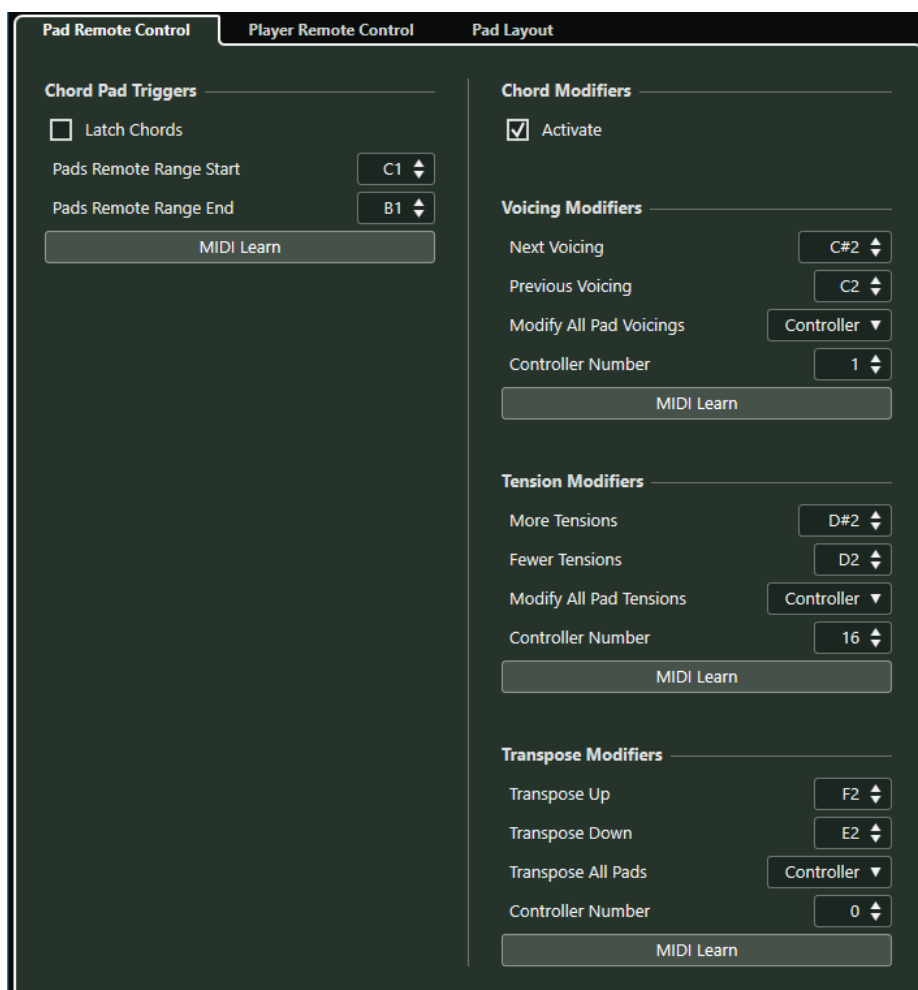 Pad Remote Control
Player Remote Control
Pad Layout
Chord Pad Triggers
Latch Chords
Pads Remote Range Start C1
Pads Remote Range End B1
MIDI Learn
Chord Modifiers
Activate
Voicing Modifiers
Next Voicing C#2
Previous Voicing C2
Modify All Pad Voicings Controller
Controller Number 1
MIDI Learn
Tension Modifiers
More Tensions D#2
Fewer Tensions D2
Modify All Pad Tensions Controller
Controller Number 16
MIDI Learn
Transpose Modifiers
Transpose Up F2
Transpose Down E2
Transpose All Pads Controller
Controller Number 0
MIDI Learn